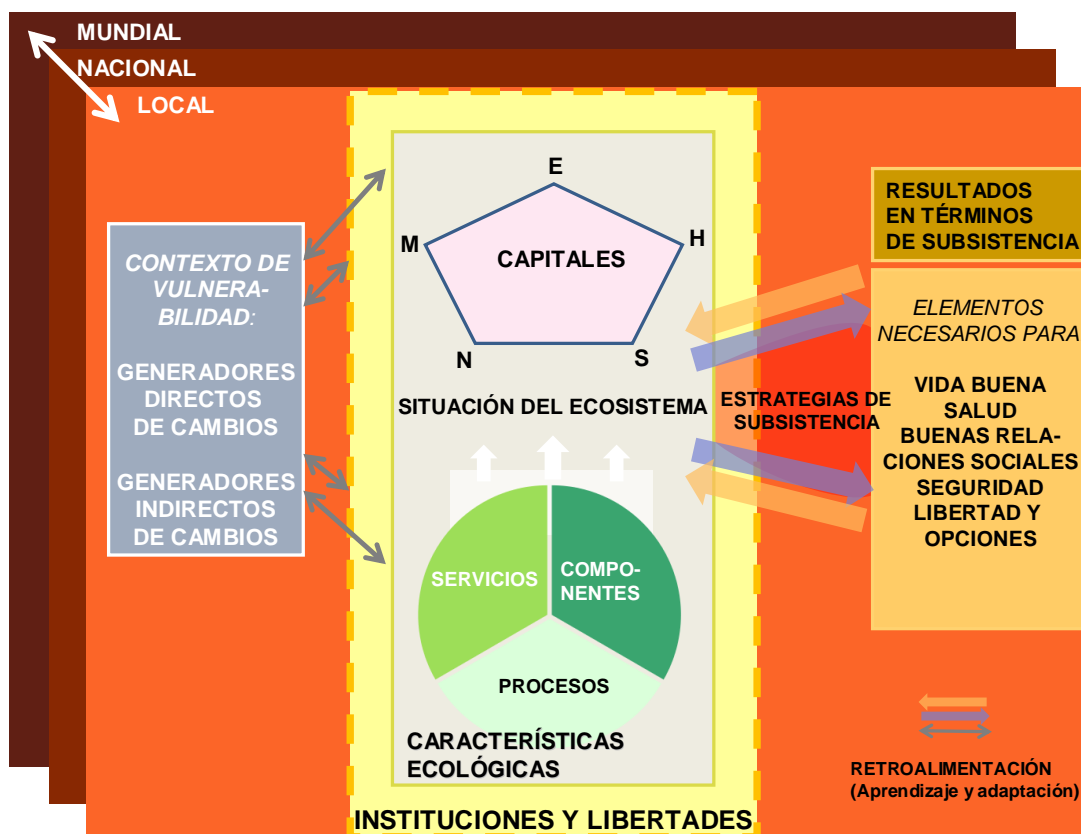 MUNDIAL
NACIONAL
LOCAL
CONTEXTO DE
VULNERA-
BILIDAD:
GENERADORES
DIRECTOS
DE CAMBIOS
GENERADORES
INDIRECTOS
DE CAMBIOS
E
M
H
CAPITALES
N
S
SITUACIÓN DEL ECOSISTEMA
SERVICIOS
COMPO-
NENTES
PROCESOS
CARACTERÍSTICAS
ECOLÓGICAS
INSTITUCIONES Y LIBERTADES
ESTRATEGIAS DE
SUBSISTENCIA
RESULTADOS
EN TÉRMINOS
DE SUBSISTENCIA
ELEMENTOS
NECESARIOS PARA
VIDA BUENA
SALUD
BUENAS RELA-
CIONES SOCIALES
SEGURIDAD
LIBERTAD Y
OPCIONES
RETROALIMENTACIÓN
(Aprendizaje y adaptación)